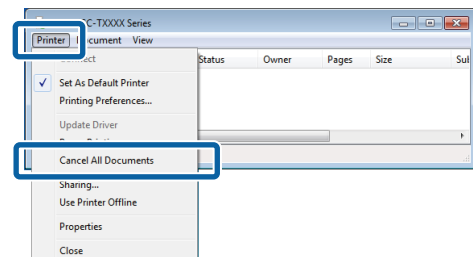 C-TXXXX Series
Printer Document View
Status Owner Pages Size
Set As Default Printer
Printing Preferences...
Update Driver
Cancel All Documents
Sharing...
Use Printer Offline
Properties
Close